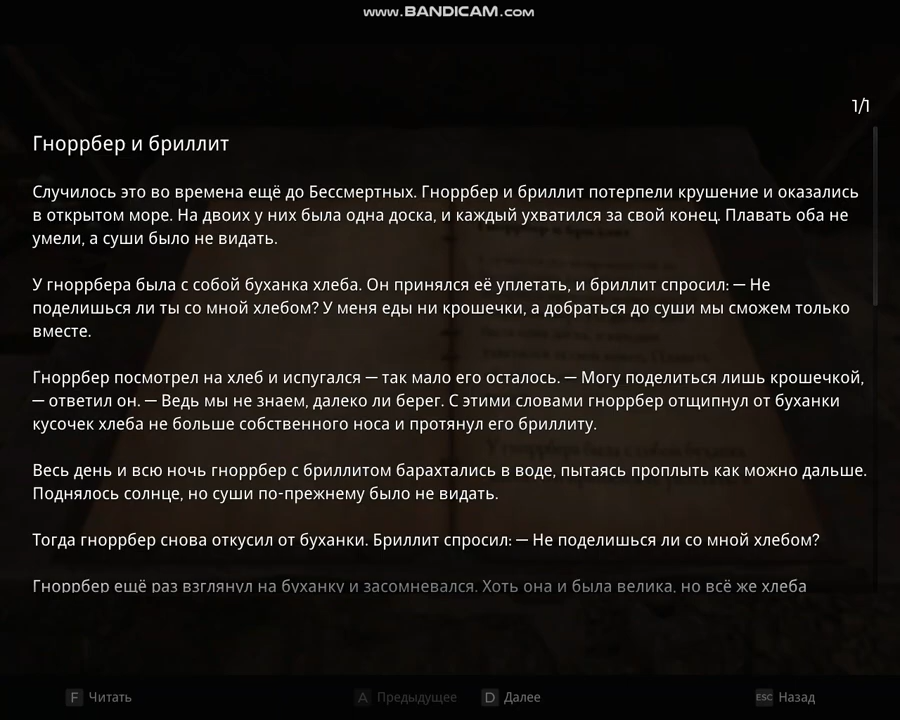 www.BANDICAM.com
1/1
Гноррбер и бриллит
Случилось это во времена ещё до Бессмертных. Гноррбер и бриллит потерпели крушение и оказались
в открытом море. На двоих у них была одна доска, и каждый ухватился за свой конец. Плавать оба не
умели, а суши было не видать.
У гноррбера была с собой буханка хлеба. Он принялся её уплетать, и бриллит спросил: — Не
поделишься ли ты со мной хлебом? У меня еды ни крошечки, а добраться до суши мы сможем только
вместе.
Гноррбер посмотрел на хлеб и испугался — так мало его осталось. — Могу поделиться лишь крошечкой,
— ответил он. — Ведь мы не знаем, далеко ли берег. С этими словами гноррбер отщипнул от буханки
кусочек хлеба не больше собственного носа и протянул его бриллиту.
Весь день и всю ночь гноррбер с бриллитом барахтались в воде, пытаясь проплыть как можно дальше.
Поднялось солнце, но суши по-прежнему было не видать.
Тогда гноррбер снова откусил от буханки. Бриллит спросил: — Не поделишься ли со мной хлебом?
Гноррбер ещё раз взглянул на буханку и засомневался. Хоть она и была велика, но всё же хлеба
F Читать
A Предыдущее
D Далее
ESC Назад